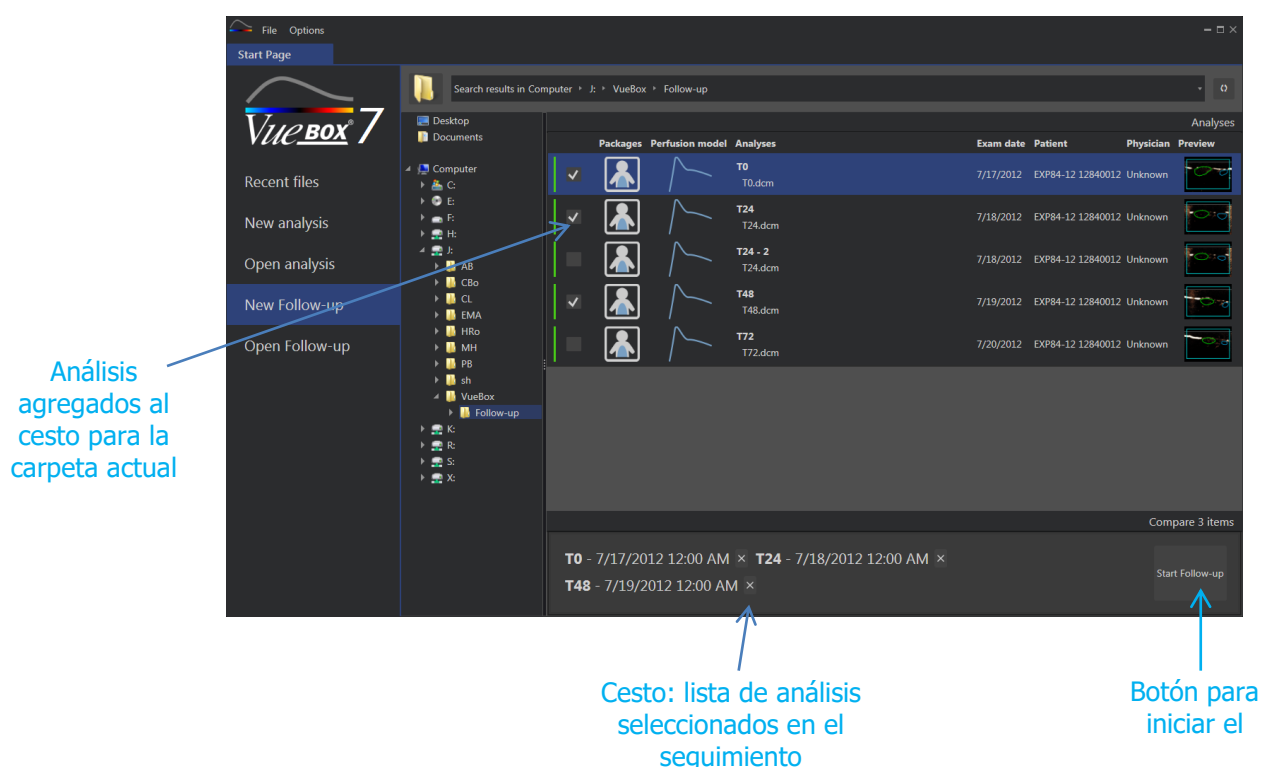 File Options
Start Page
VUEBOX® 7
Recent files
New analysis
Open analysis
New Follow-up
Open Follow-up
Search results in Computer J: VueBox Follow-up
Desktop
Documents
Computer
C:
E:
F:
H:
J:
AB
CBo
CL
EMA
HRo
MH
PB
sh
VueBox
Follow-up
K:
R:
S:
X:
Analyses
Packages Perfusion model Analyses Exam date Patient Physician Preview
T0
T0.dcm
7/17/2012 EXP84-12 12840012 Unknown
T24
T24.dcm
7/18/2012 EXP84-12 12840012 Unknown
T24 - 2
T24.dcm
7/18/2012 EXP84-12 12840012 Unknown
T48
T48.dcm
7/19/2012 EXP84-12 12840012 Unknown
T72
T72.dcm
7/20/2012 EXP84-12 12840012 Unknown
Compare 3 items
T0 - 7/17/2012 12:00 AM × T24 - 7/18/2012 12:00 AM ×
T48 - 7/19/2012 12:00 AM ×
Start Follow-up
Análisis
agregados al
cesto para la
carpeta actual
Cesto: lista de análisis
seleccionados en el
seguimiento
Botón para
iniciar el